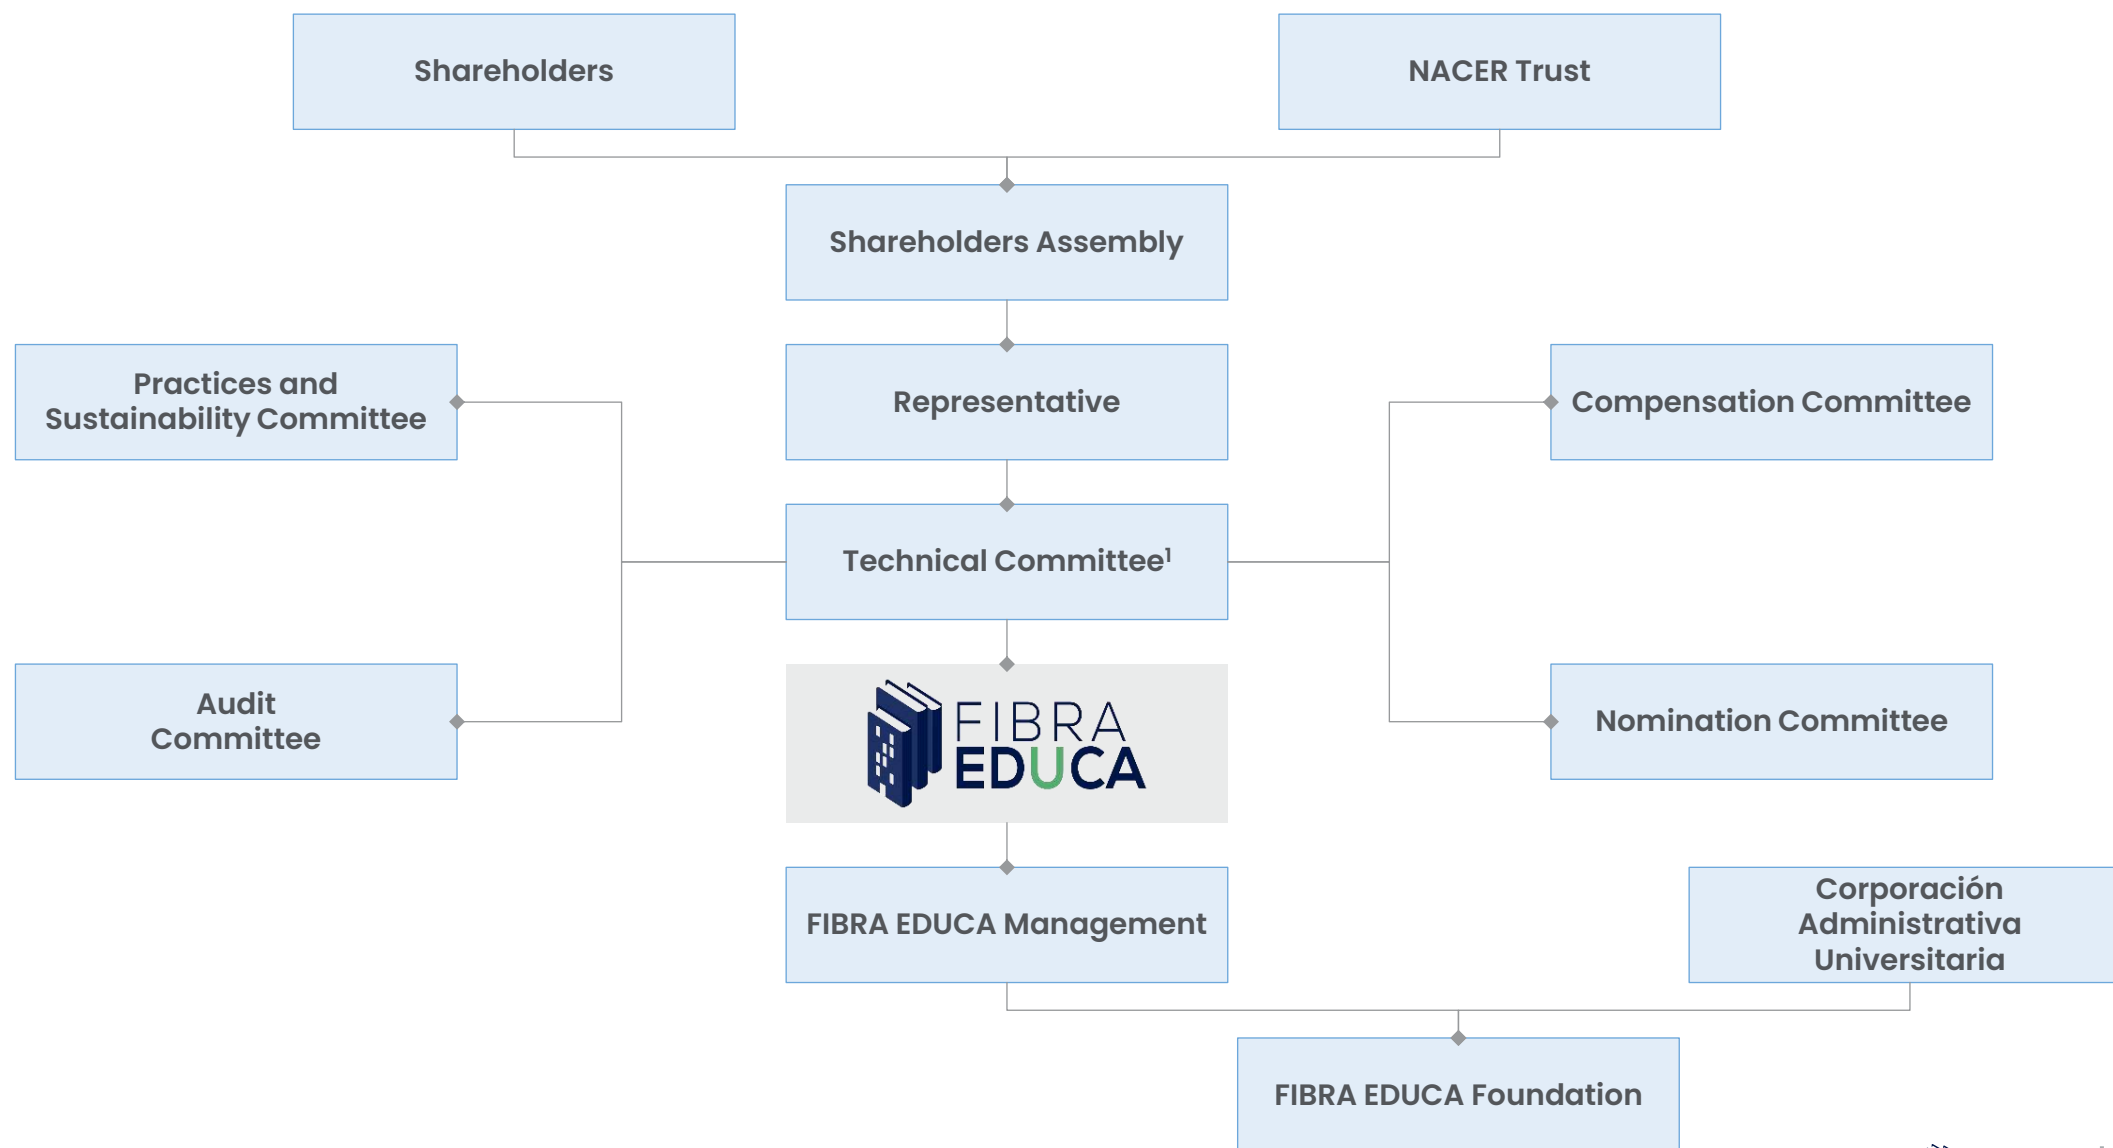 Shareholders
NACER Trust
Shareholders Assembly
Practices and
Sustainability Committee
Representative
Compensation Committee
Technical Committee¹
Audit
Committee
FIBRA
EDUCA
Nomination Committee
FIBRA EDUCA Management
Corporación
Administrativa
Universitaria
FIBRA EDUCA Foundation